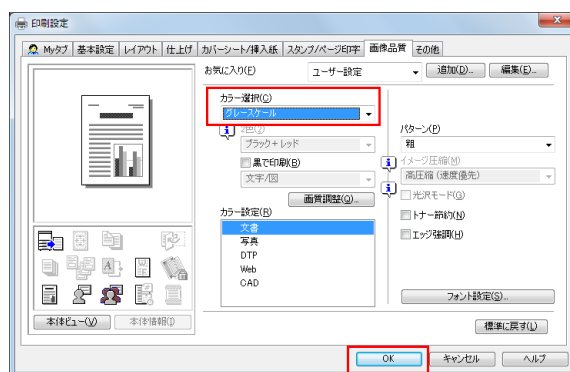 印刷設定
Myタブ 基本設定 レイアウト 仕上げ カバーシート/挿入紙 スタンプ/ページ印字 画像品質 その他
お気に入り(F) ユーザー設定 追加(D)... 編集(E)...
カラー選択(C)
グレースケール
2色(2)
ブラック+レッド
黒で印刷(B)
文字/図
画質調整(Q)...
カラー設定(R)
文書
写真
DTP
Web
CAD
パターン(P)
粗
イメージ圧縮(M)
高圧縮 (速度優先)
光沢モード(G)
トナー節約(N)
エッジ強調(H)
フォント設定(S)...
本体ビュー(V) 本体情報(I)
標準に戻す(L)
OK キャンセル ヘルプ